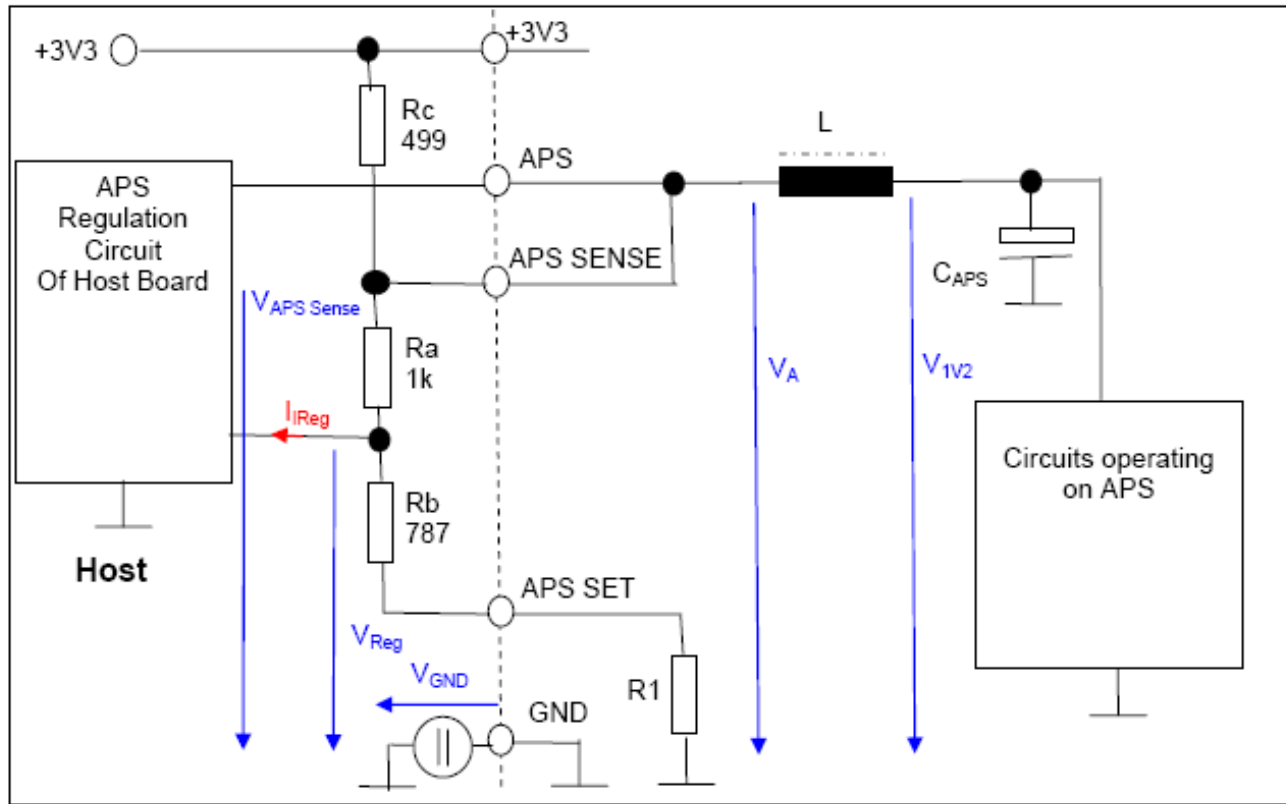 +3V3
+3V3
Rc
499
L
APS
APS
Regulation
Circuit
Of Host Board
APS SENSE
CAPS
VAPS Sense
Ra
1k
VA
V1V2
IIReg
Circuits operating
on APS
Rb
787
Host
APS SET
VReg
VGND
R1
GND